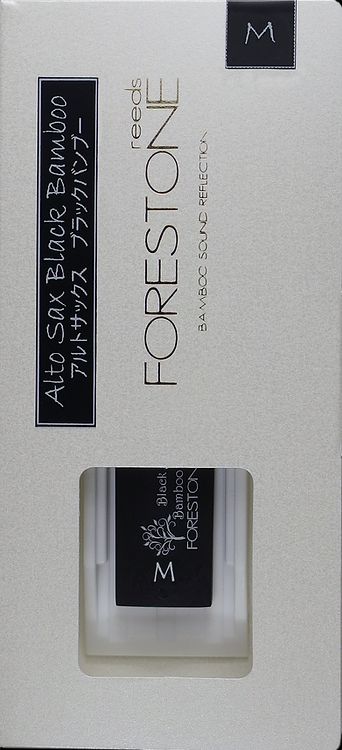 M
Alto Sax Black Bamboo
アルトサックス ブラックバンブー
reeds
FORESTONE
BAMBOO SOUND REFLECTION
Black
Bamboo
FORESTON
M